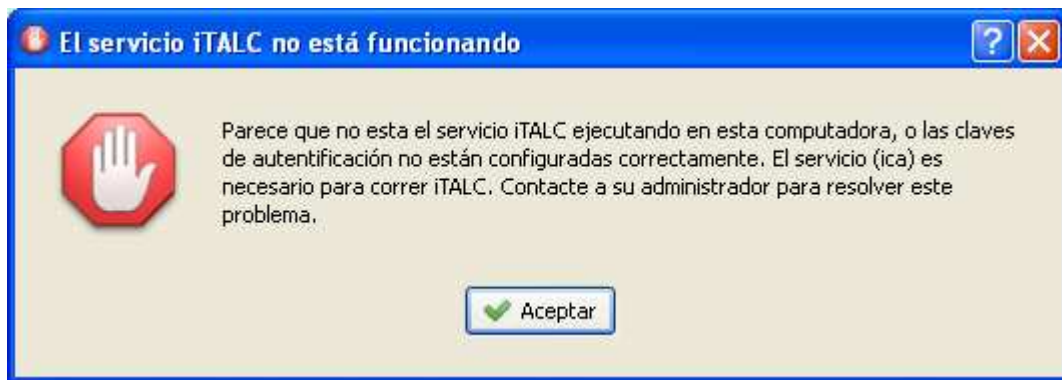 El servicio iTALC no está funcionando
Parece que no esta el servicio iTALC ejecutando en esta computadora, o las claves
de autentificación no están configuradas correctamente. El servicio (ica) es
necesario para correr iTALC. Contacte a su administrador para resolver este
problema.
Aceptar